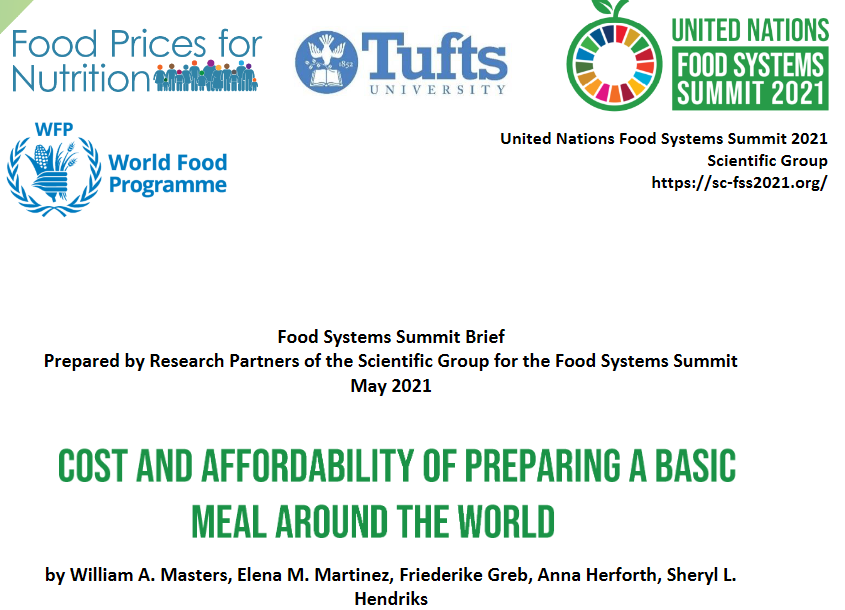 Food Prices for
Nutrition
1852
Tufts
UNIVERSITY
UNITED NATIONS
FOOD SYSTEMS
SUMMIT 2021
WFP
World Food
Programme
United Nations Food Systems Summit 2021
Scientific Group
https://sc-fss2021.org/
Food Systems Summit Brief
Prepared by Research Partners of the Scientific Group for the Food Systems Summit
May 2021
COST AND AFFORDABILITY OF PREPARING A BASIC
MEAL AROUND THE WORLD
by William A. Masters, Elena M. Martinez, Friederike Greb, Anna Herforth, Sheryl L.
Hendriks